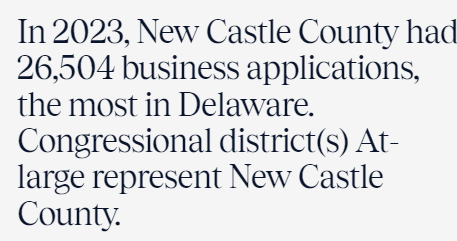 In 2023, New Castle County had
26,504 business applications,
the most in Delaware.
Congressional district(s) At-
large represent New Castle
County.